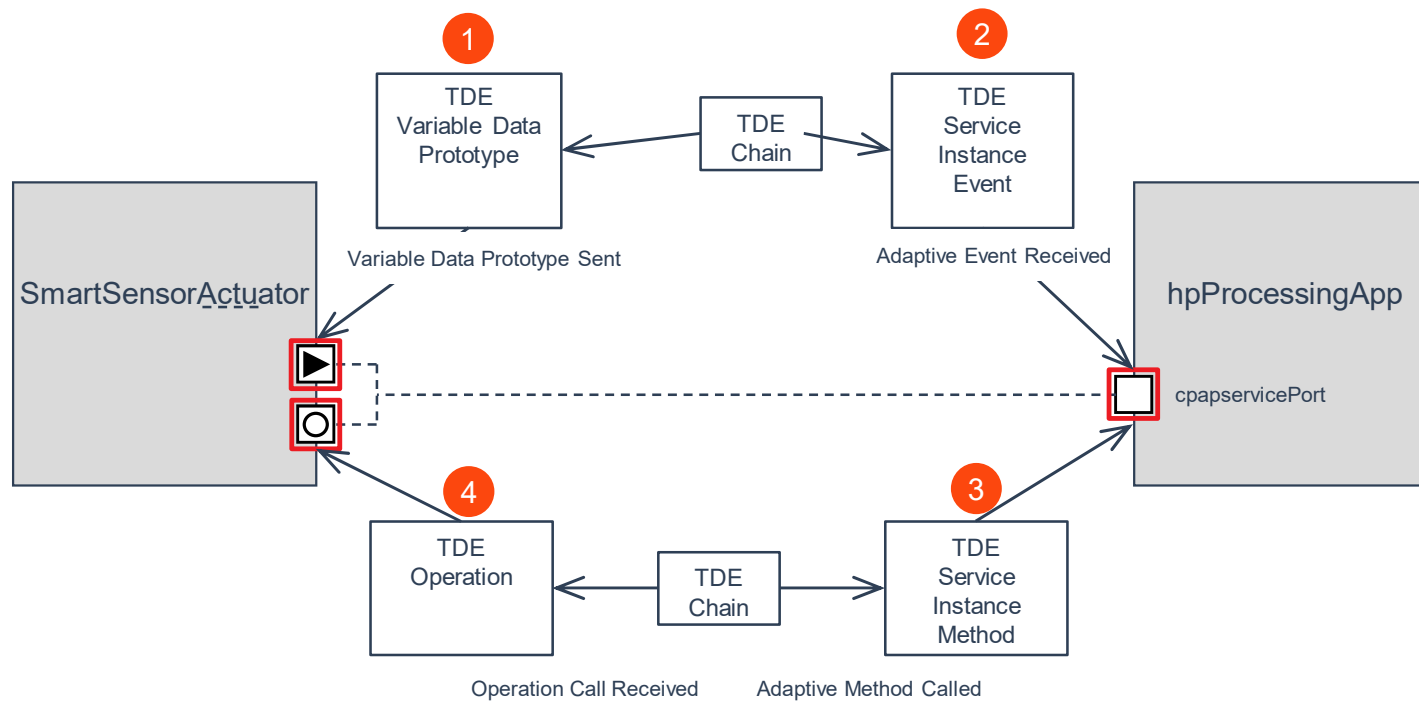 1
2
TDE
Variable Data
Prototype
TDE
Chain
TDE
Service
Instance
Event
Variable Data Prototype Sent
Adaptive Event Received
SmartSensorActuator
hpProcessingApp
cpapservicePort
4
3
TDE
Operation
TDE
Chain
TDE
Service
Instance
Method
Operation Call Received
Adaptive Method Called